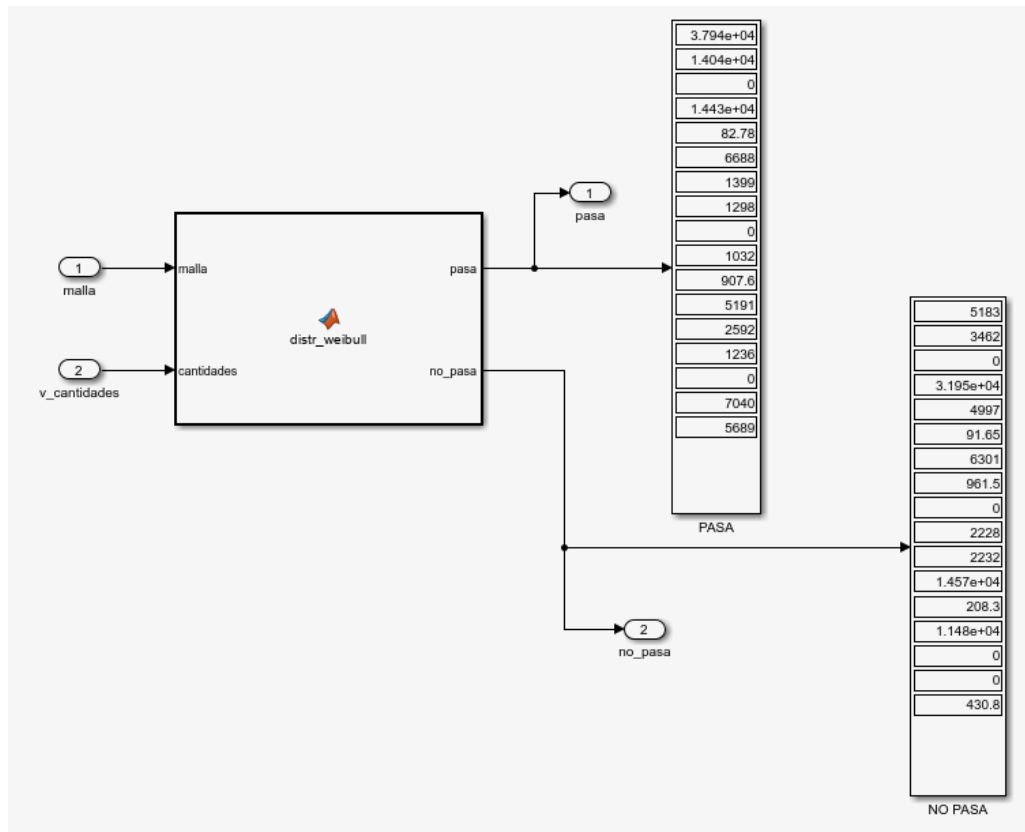 1
malla
2
v_cantidades
malla
cantidades
distr_weibull
pasa
no_pasa
1
pasa
3.794e+04
1.404e+04
0
1.443e+04
82.78
6688
1399
1298
0
1032
907.6
5191
2592
1236
0
7040
5689
PASA
2
no_pasa
5183
3462
0
3.195e+04
4997
91.65
6301
961.5
0
2228
2232
1.457e+04
208.3
1.148e+04
0
0
430.8
NO PASA